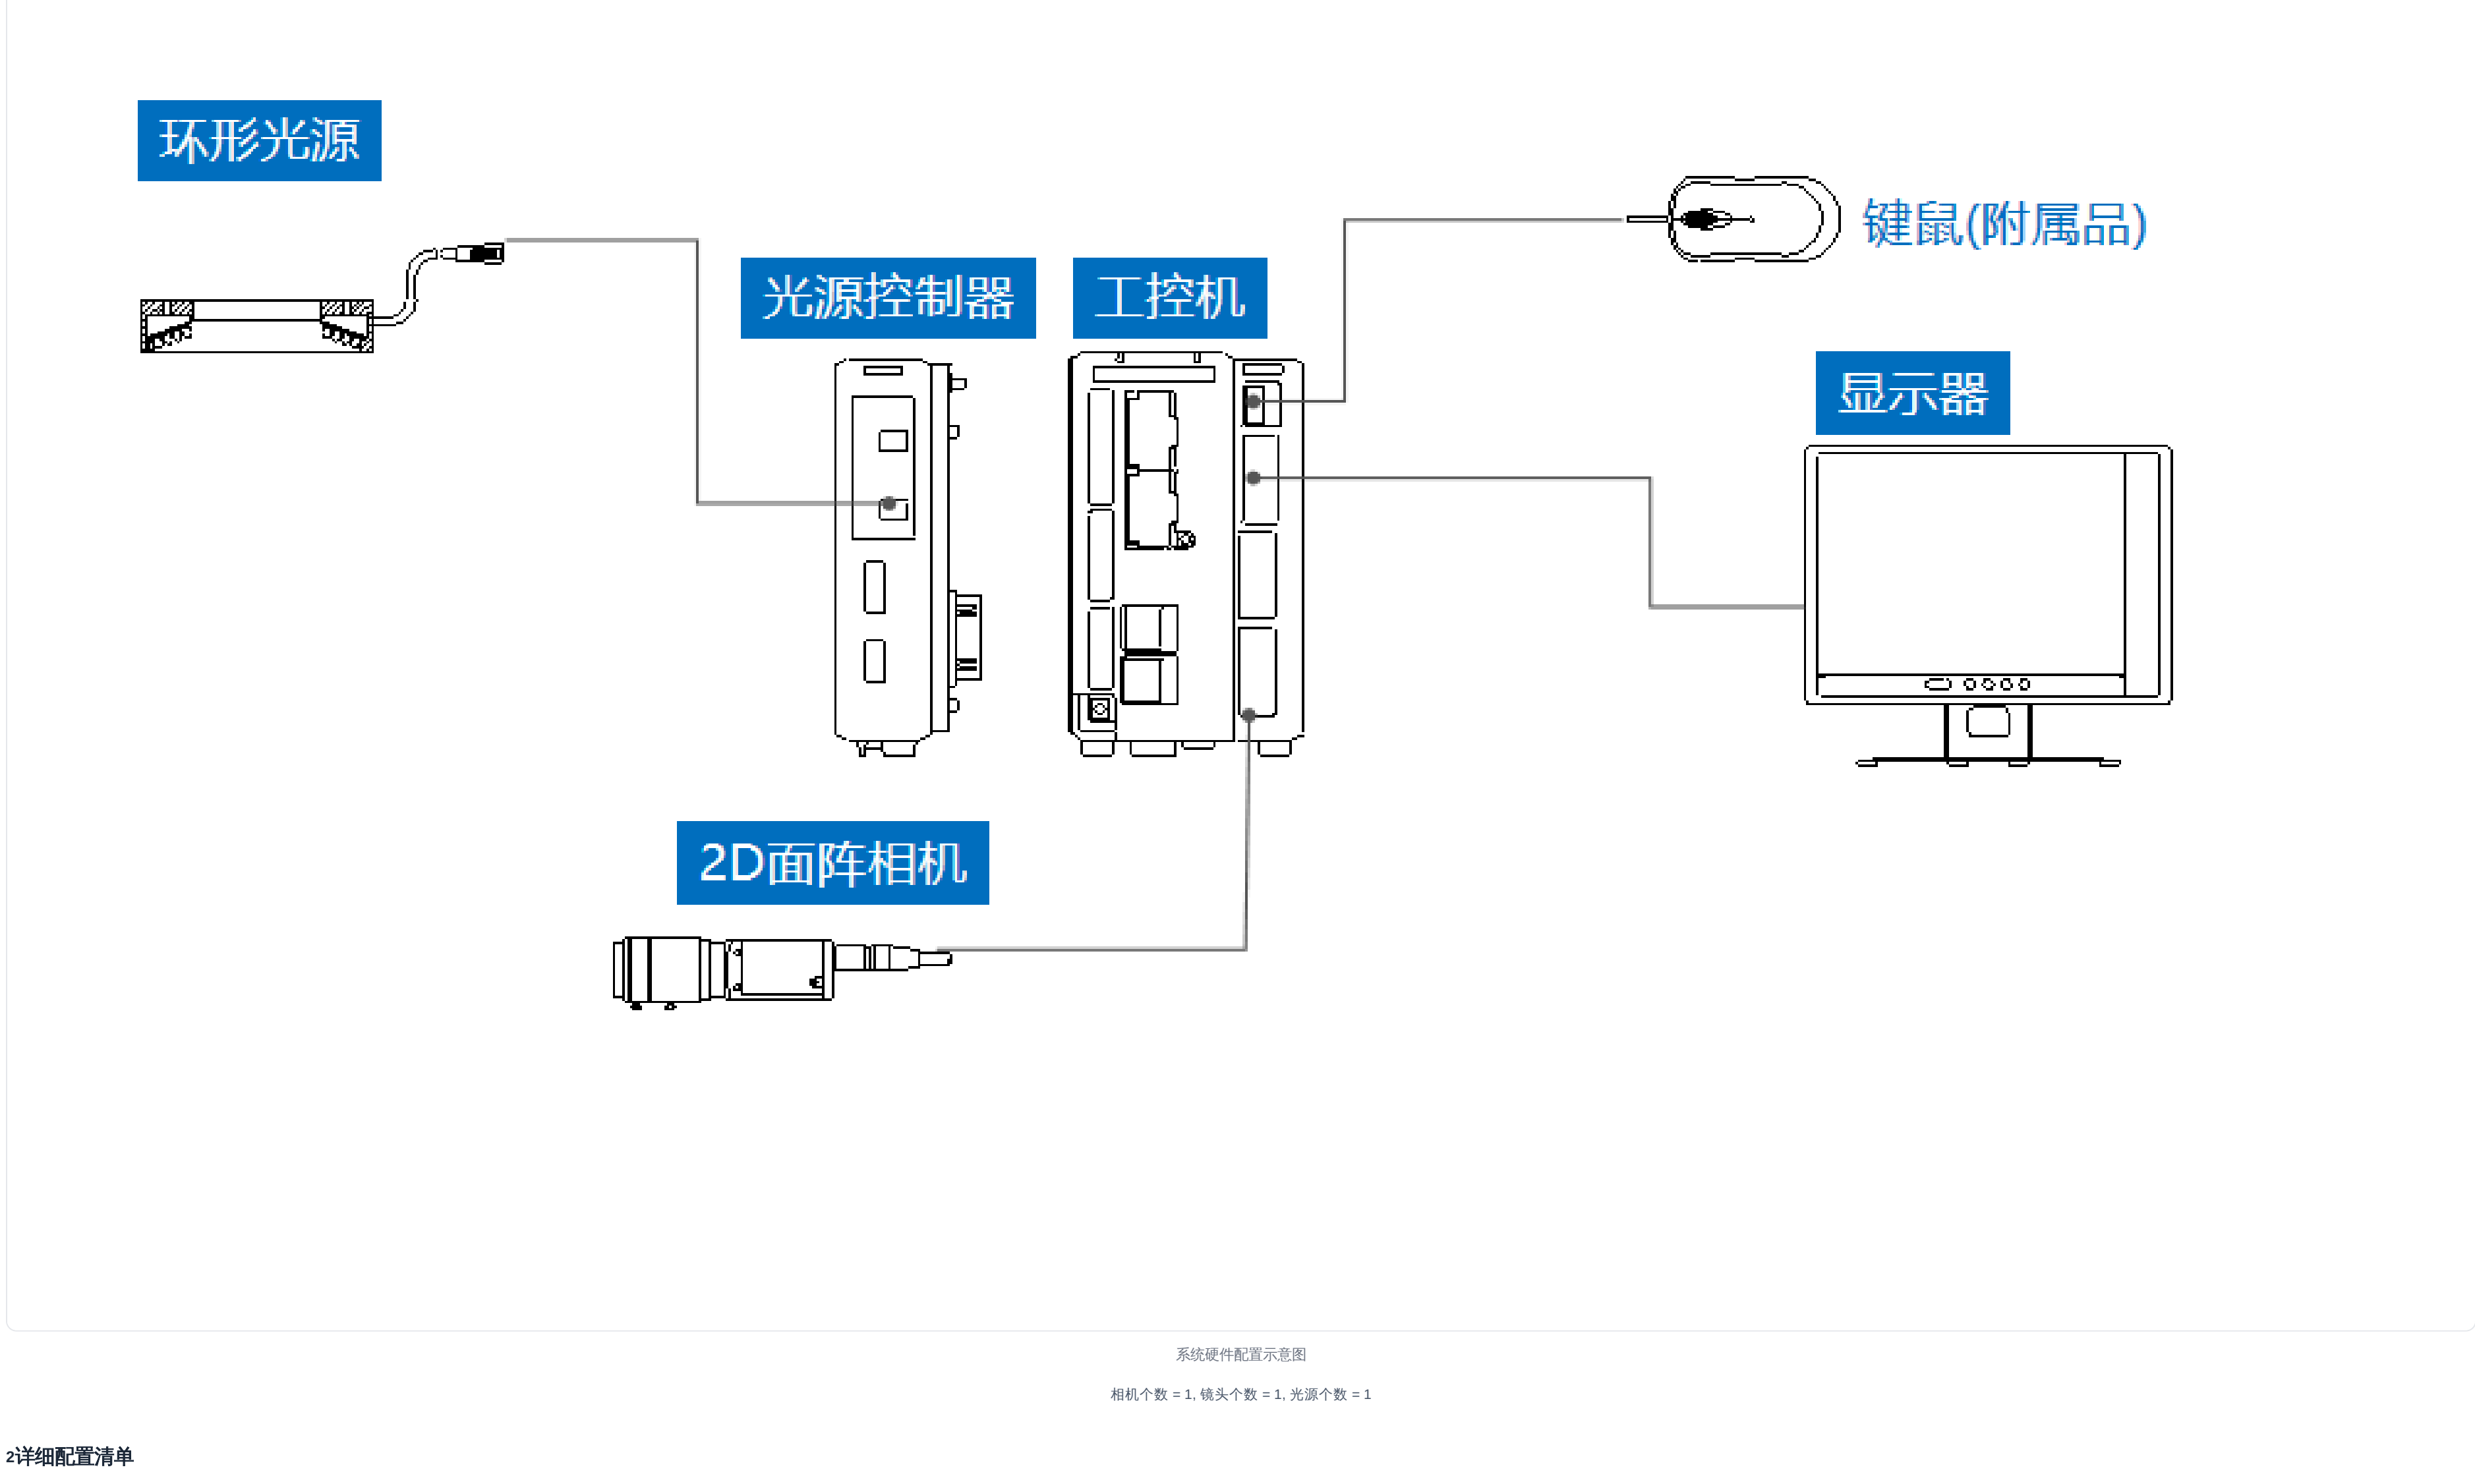 环形光源
键鼠(附属品)
光源控制器
工控机
显示器
2D面阵相机
系统硬件配置示意图
相机个数 = 1, 镜头个数 = 1, 光源个数 = 1
2详细配置清单